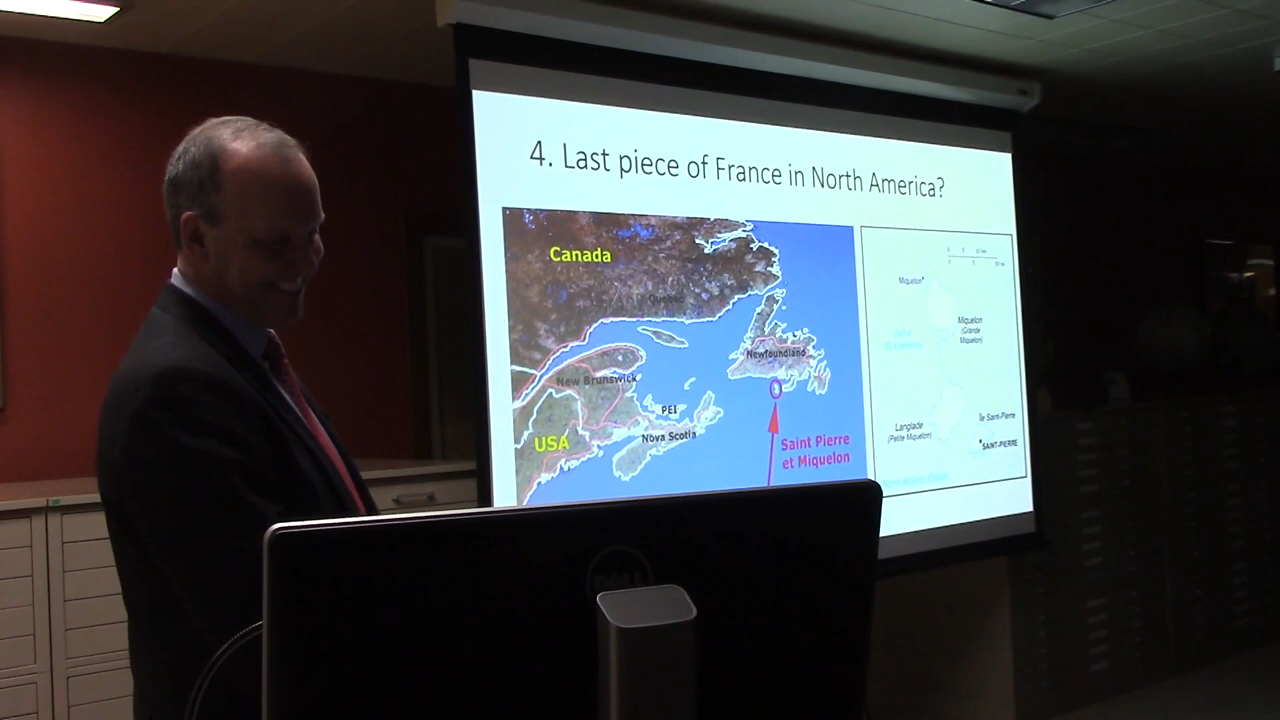 4. Last piece of France in North America?
Canada
Quebec
Newfoundland
New Brunswick
PEI
Nova Scotia
USA
Saint Pierre
et Miquelon
Miquelon
Miquelon
(Grande
Miquelon)
Langlade
(Petite Miquelon)
Île Saint-Pierre
SAINT-PIERRE
DELL